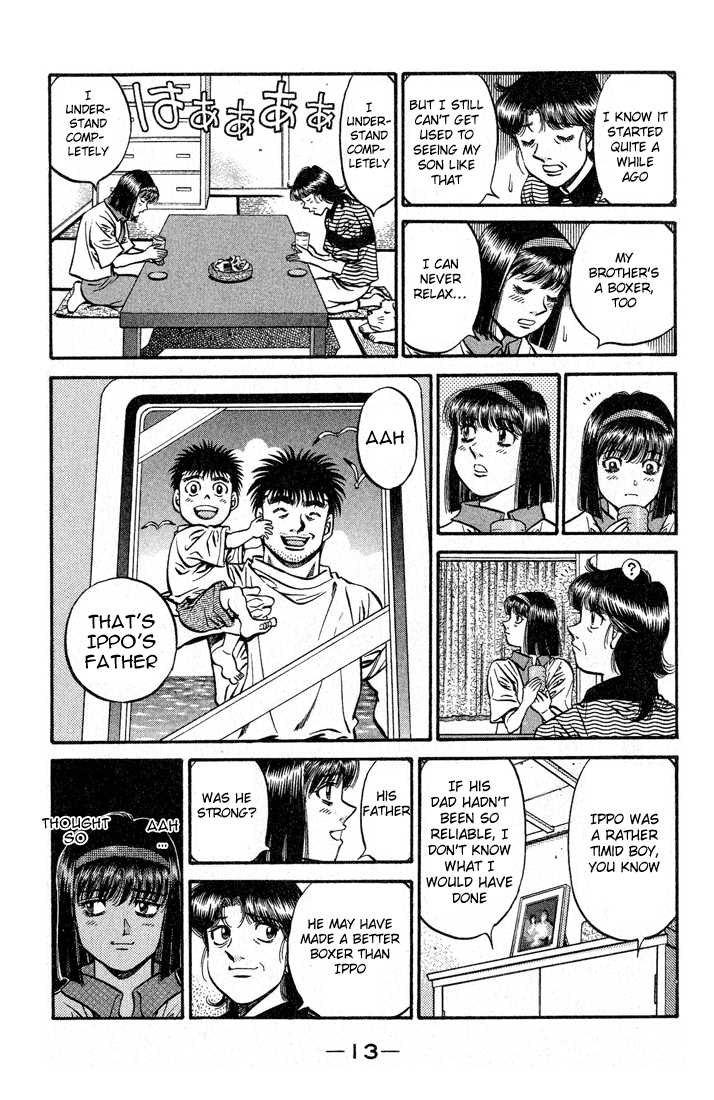 I KNOW IT
STARTED
QUITE A
WHILE
AGO
BUT I STILL
CAN'T GET
USED TO
SEEING MY
SON LIKE
THAT
MY
BROTHER'S
A BOXER,
TOO
I CAN
NEVER
RELAX...
I
UNDER-
STAND
COMP-
LETELY
はぁぁぁぁ
I
UNDER-
STAND
COMP-
LETELY
?
AAH
THAT'S
IPPO'S
FATHER
IPPO WAS
A RATHER
TIMID BOY,
YOU KNOW
IF HIS
DAD HADN'T
BEEN SO
RELIABLE, I
DON'T KNOW
WHAT I
WOULD HAVE
DONE
HIS
FATHER
WAS HE
STRONG?
HE MAY HAVE
MADE A BETTER
BOXER THAN
IPPO
AAH
...
THOUGHT
SO
—13—